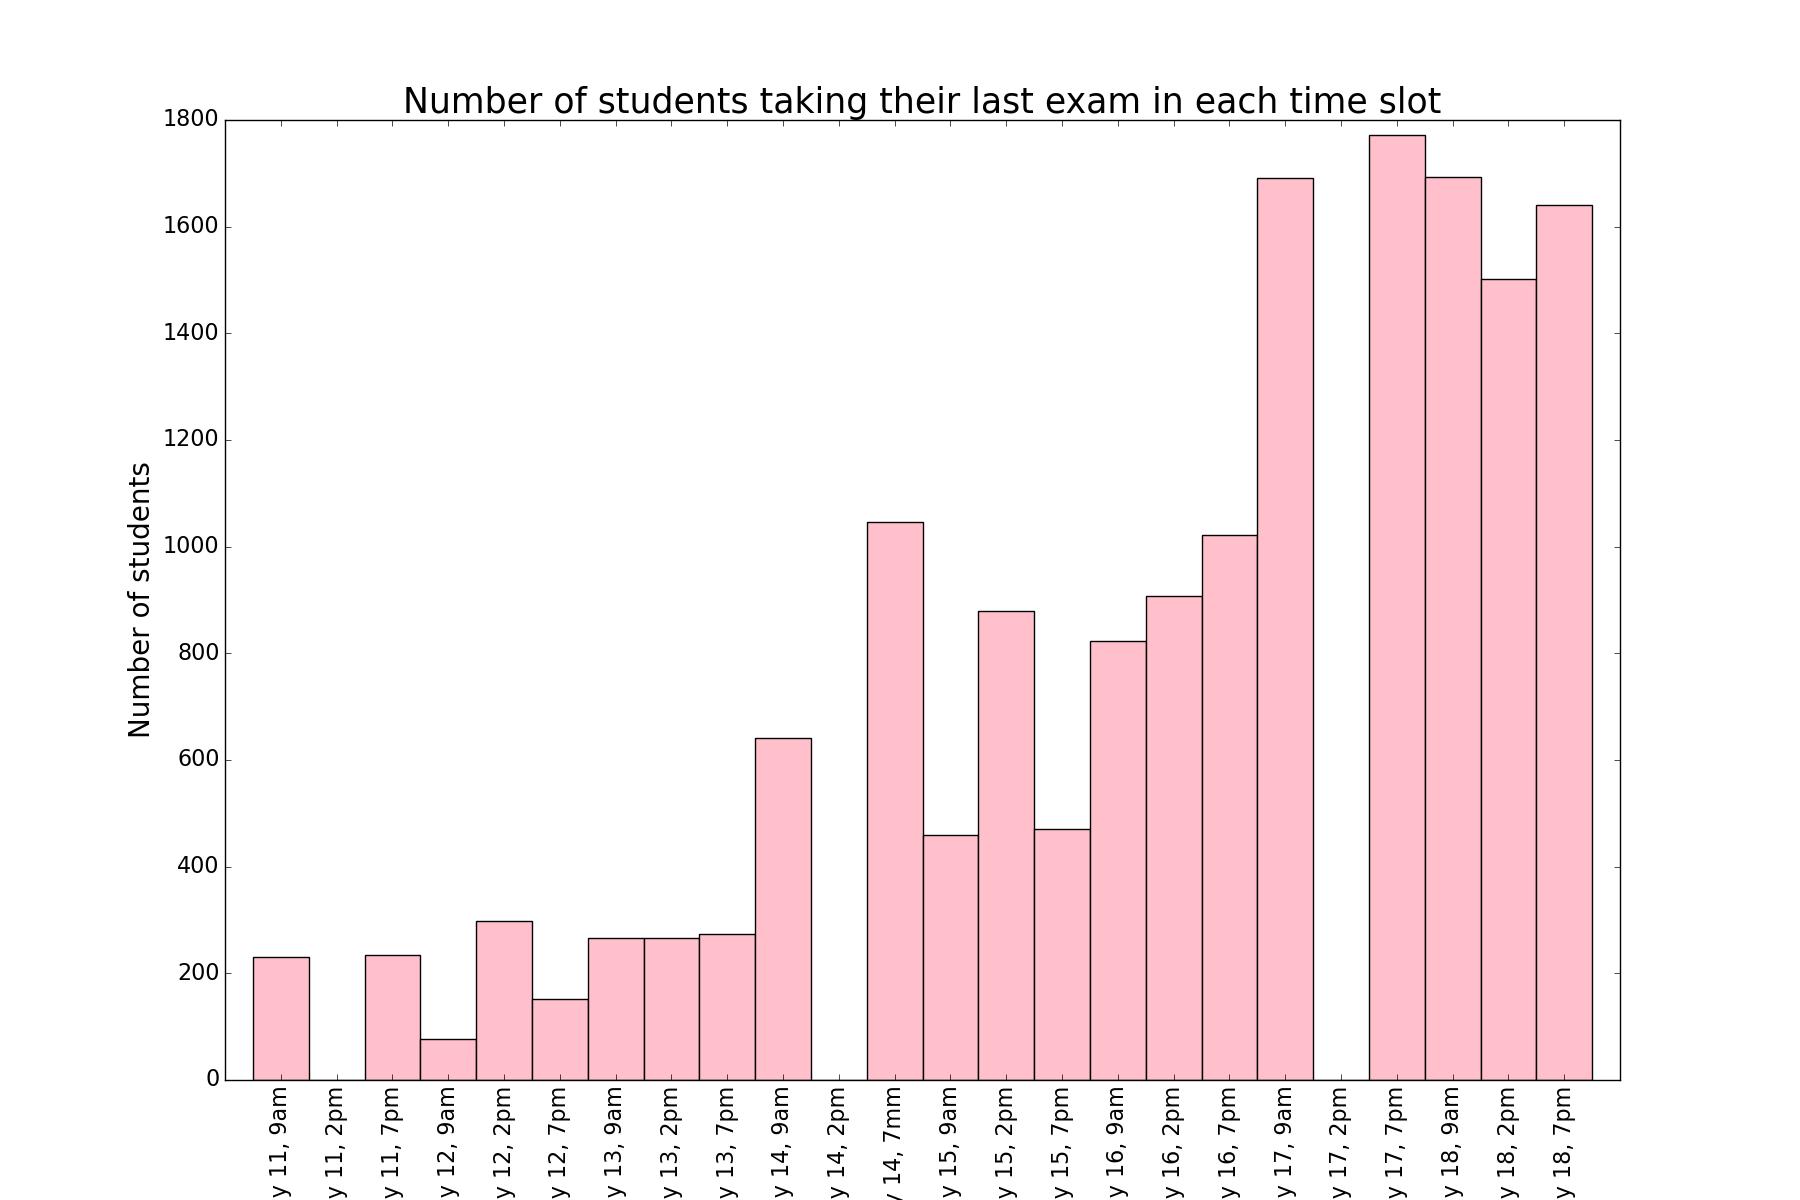 Number of students taking their last exam in each time slot
Number of students
1800
1600
1400
1200
1000
800
600
400
200
0
y 11, 9am
y 11, 2pm
y 11, 7pm
y 12, 9am
y 12, 2pm
y 12, 7pm
y 13, 9am
y 13, 2pm
y 13, 7pm
y 14, 9am
y 14, 2pm
y 14, 7mm
y 15, 9am
y 15, 2pm
y 15, 7pm
y 16, 9am
y 16, 2pm
y 16, 7pm
y 17, 9am
y 17, 2pm
y 17, 7pm
y 18, 9am
y 18, 2pm
y 18, 7pm